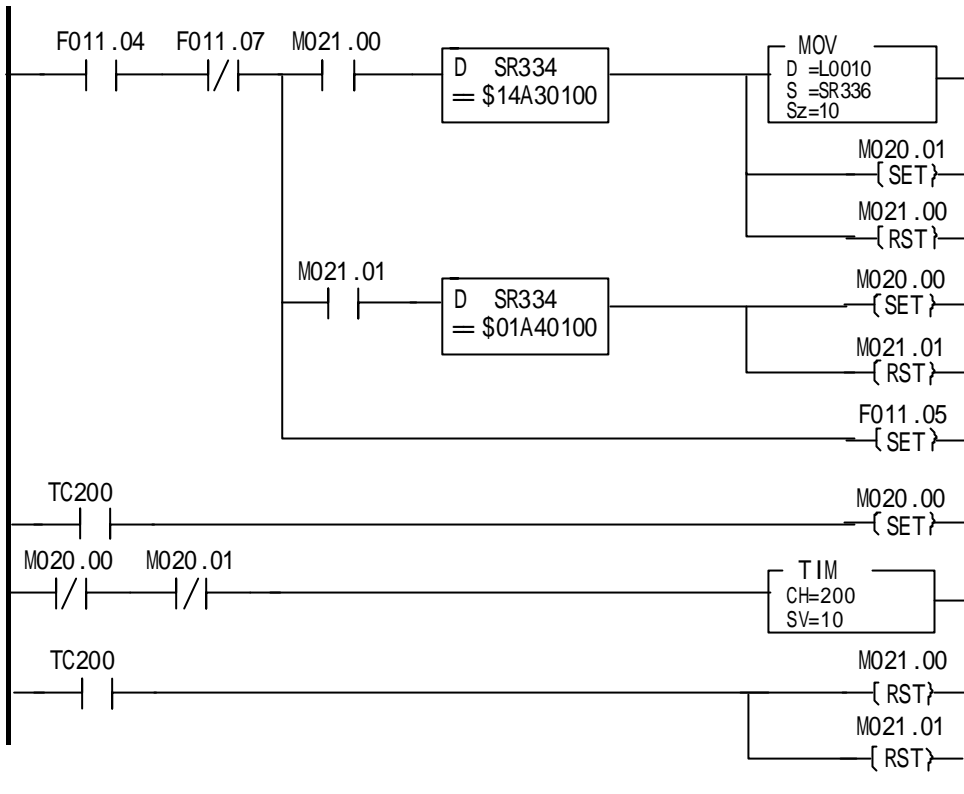 F011.04 F011.07 M021.00
D SR334
= $14A30100
MOV
D =L0010
S =SR336
Sz=10
M020.01
SET
M021.00
RST
M021.01
D SR334
= $01A40100
M020.00
SET
M021.01
RST
F011.05
SET
TC200
M020.00
SET
M020.00 M020.01
TIM
CH=200
SV=10
TC200
M021.00
RST
M021.01
RST